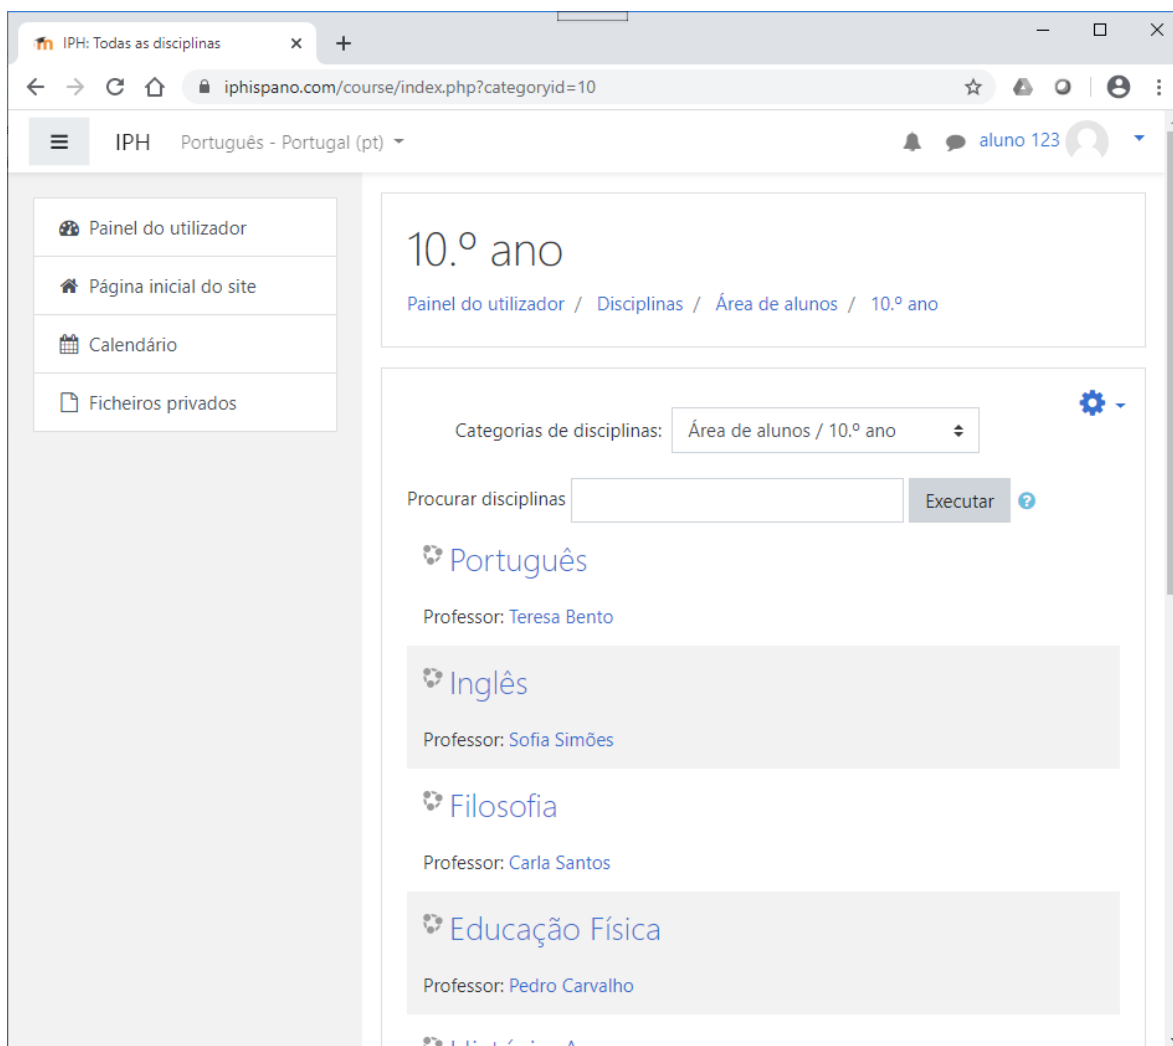 IPH: Todas as disciplinas
iphispano.com/course/index.php?categoryid=10
IPH Português - Portugal (pt) aluno 123
Painel do utilizador
Página inicial do site
Calendário
Ficheiros privados
10.º ano
Painel do utilizador / Disciplinas / Área de alunos / 10.º ano
Categorias de disciplinas: Área de alunos / 10.º ano
Procurar disciplinas Executar
Português
Professor: Teresa Bento
Inglês
Professor: Sofia Simões
Filosofia
Professor: Carla Santos
Educação Física
Professor: Pedro Carvalho